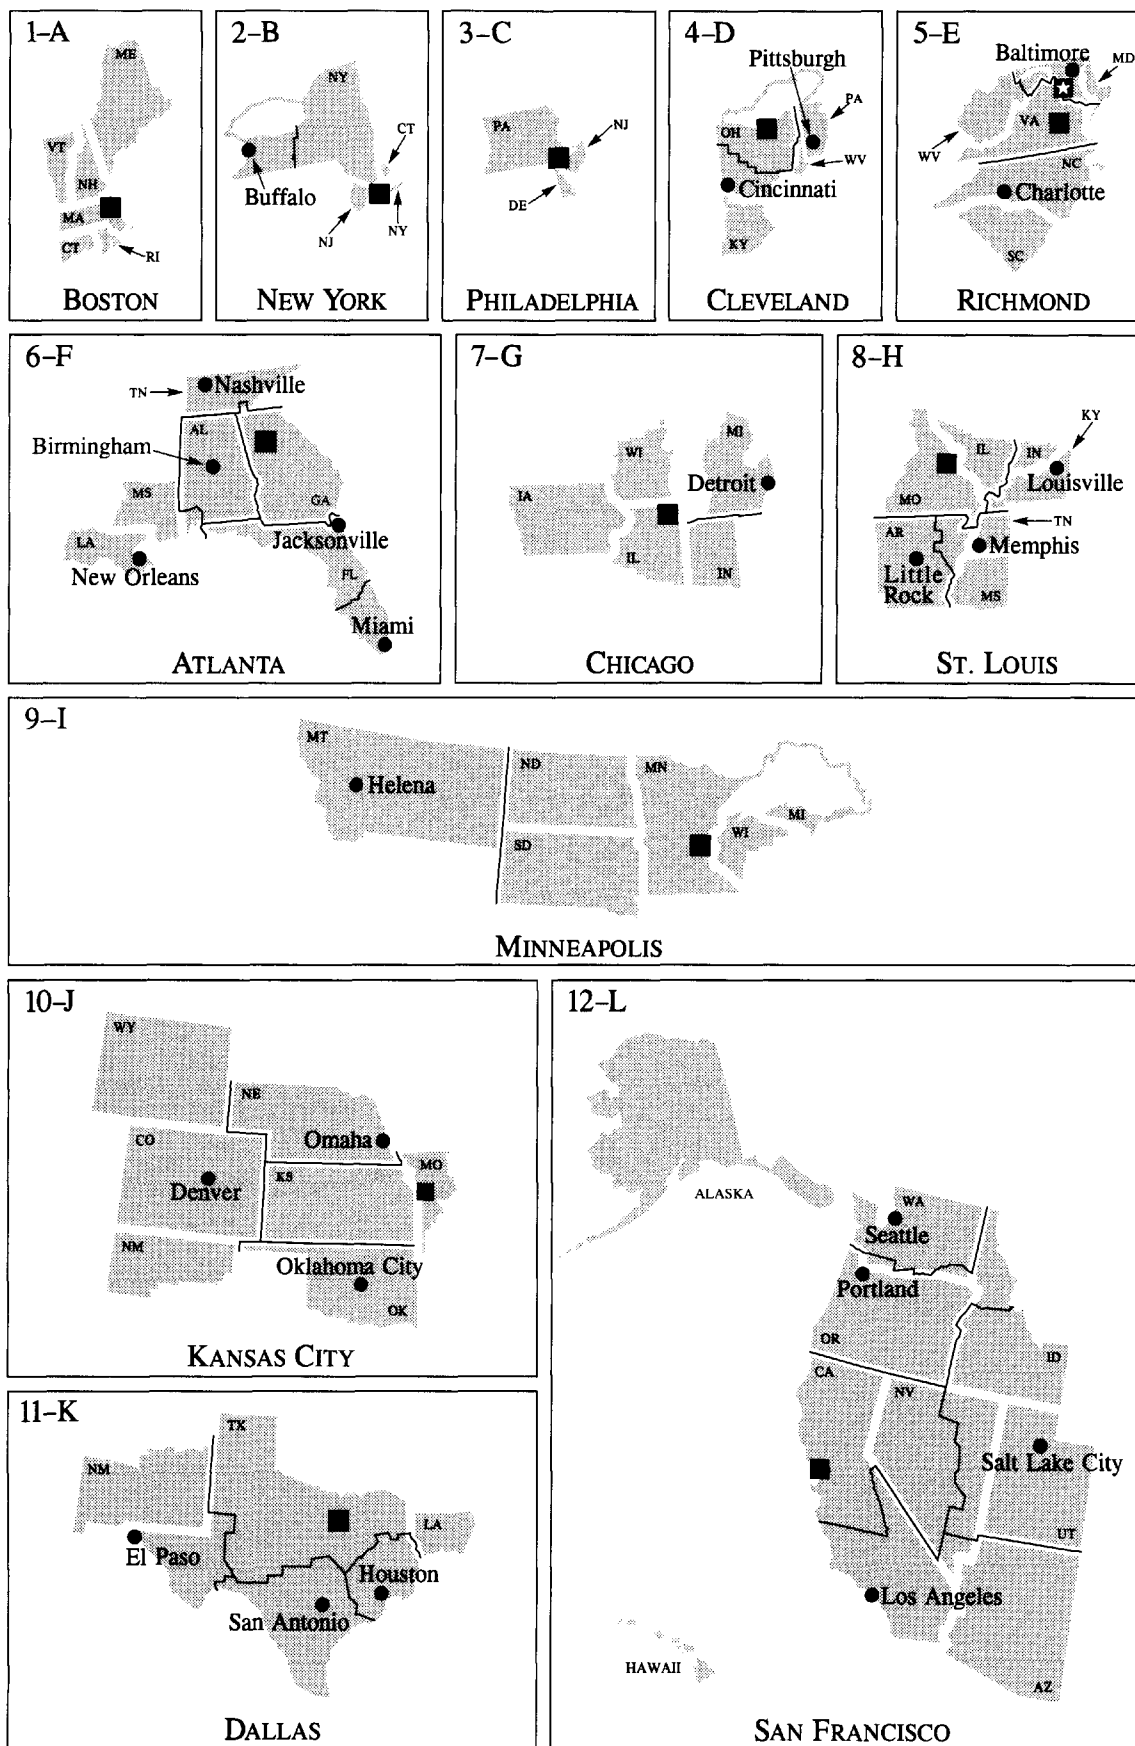 1–A
ME
VT
NH
MA
CT
RI
BOSTON
2–B
NY
CT
Buffalo
NJ
NY
NEW YORK
3–C
PA
NJ
DE
PHILADELPHIA
4–D
Pittsburgh
PA
OH
WV
Cincinnati
KY
CLEVELAND
5–E
Baltimore
MD
VA
WV
NC
Charlotte
SC
RICHMOND
6–F
TN
Nashville
AL
Birmingham
MS
GA
LA
Jacksonville
New Orleans
FL
Miami
ATLANTA
7–G
MI
WI
Detroit
IA
IL
IN
CHICAGO
8–H
KY
IL
IN
Louisville
MO
TN
AR
Memphis
Little
Rock
MS
ST. LOUIS
9–I
MT
ND
MN
Helena
MI
WI
SD
MINNEAPOLIS
10–J
WY
NE
CO
Omaha
MO
KS
Denver
NM
Oklahoma City
OK
KANSAS CITY
11–K
TX
NM
LA
El Paso
Houston
San Antonio
DALLAS
12–L
ALASKA
WA
Seattle
Portland
OR
ID
CA
NV
Salt Lake City
UT
Los Angeles
HAWAII
AZ
SAN FRANCISCO